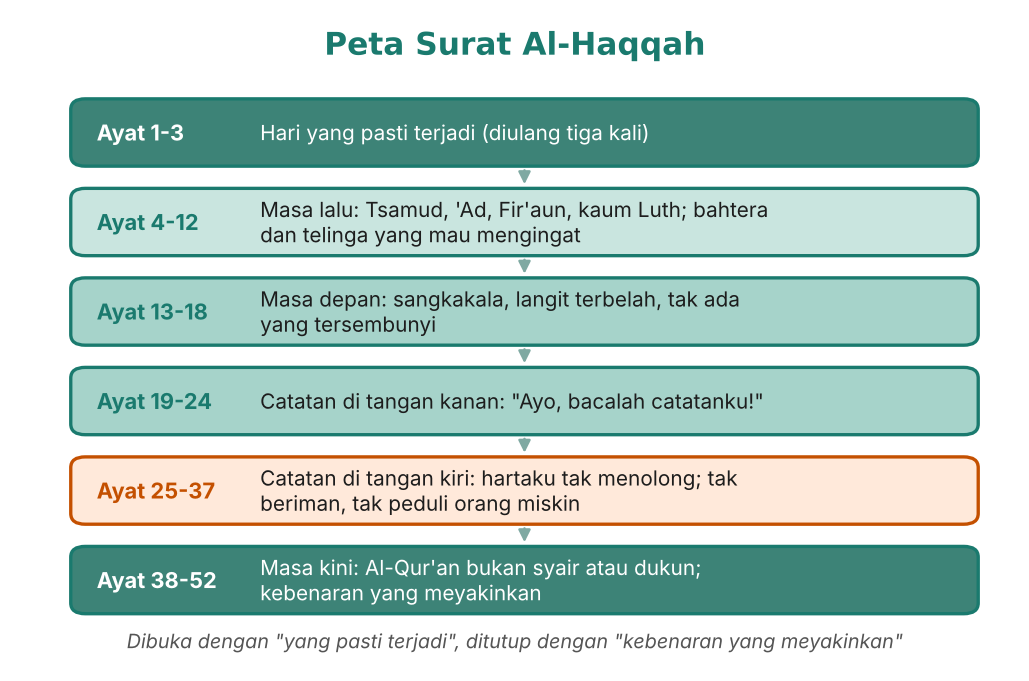 Peta Surat Al-Haqqah
Ayat 1-3
Hari yang pasti terjadi (diulang tiga kali)
Ayat 4-12
Masa lalu: Tsamud, 'Ad, Fir'aun, kaum Luth; bahtera
dan telinga yang mau mengingat
Ayat 13-18
Masa depan: sangkakala, langit terbelah, tak ada
yang tersembunyi
Ayat 19-24
Catatan di tangan kanan: "Ayo, bacalah catatanku!"
Ayat 25-37
Catatan di tangan kiri: hartaku tak menolong; tak
beriman, tak peduli orang miskin
Ayat 38-52
Masa kini: Al-Qur'an bukan syair atau dukun;
kebenaran yang meyakinkan
Dibuka dengan "yang pasti terjadi", ditutup dengan "kebenaran yang meyakinkan"